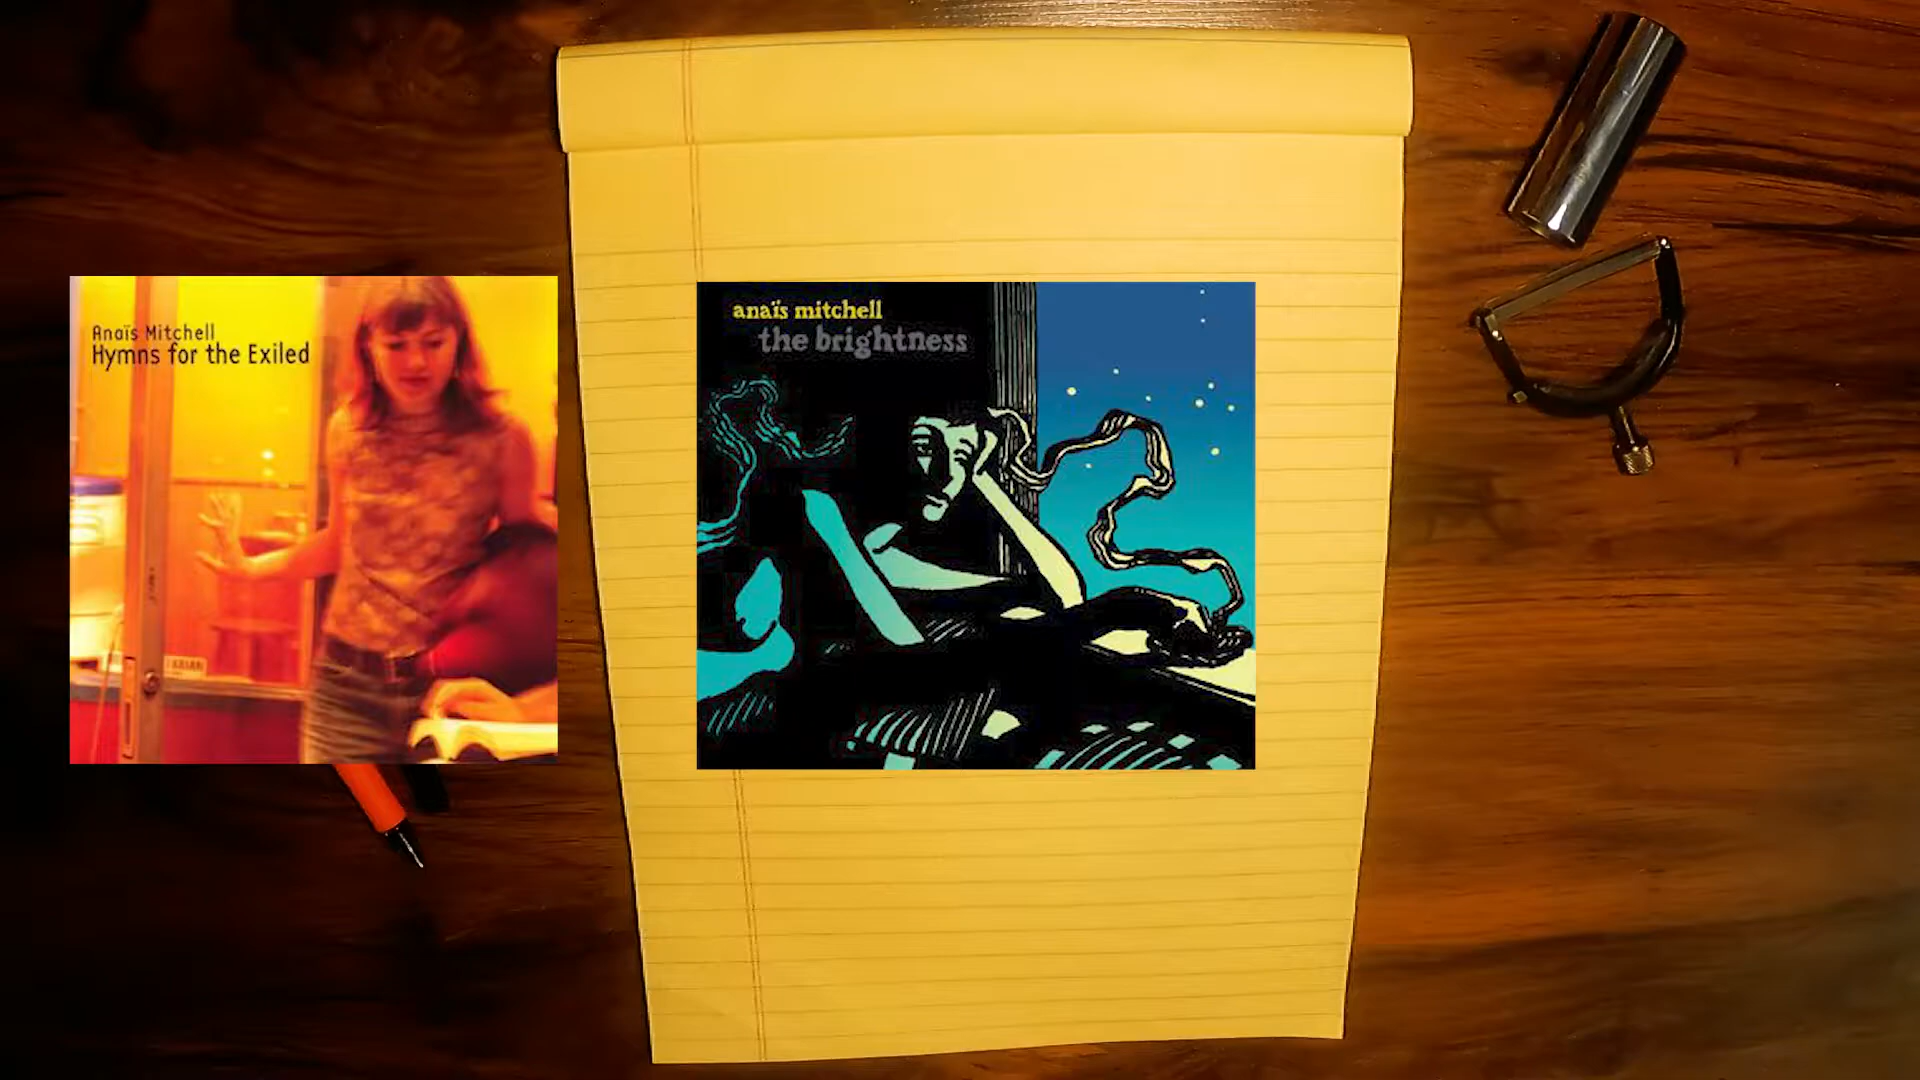 Anaïs Mitchell
Hymns for the Exiled
anaïs mitchell
the brightness